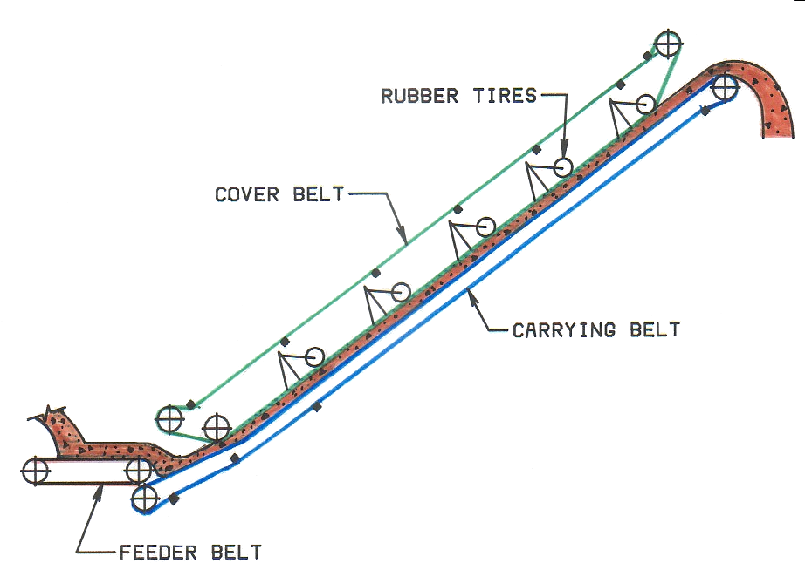 RUBBER TIRES
COVER BELT
CARRYING BELT
FEEDER BELT